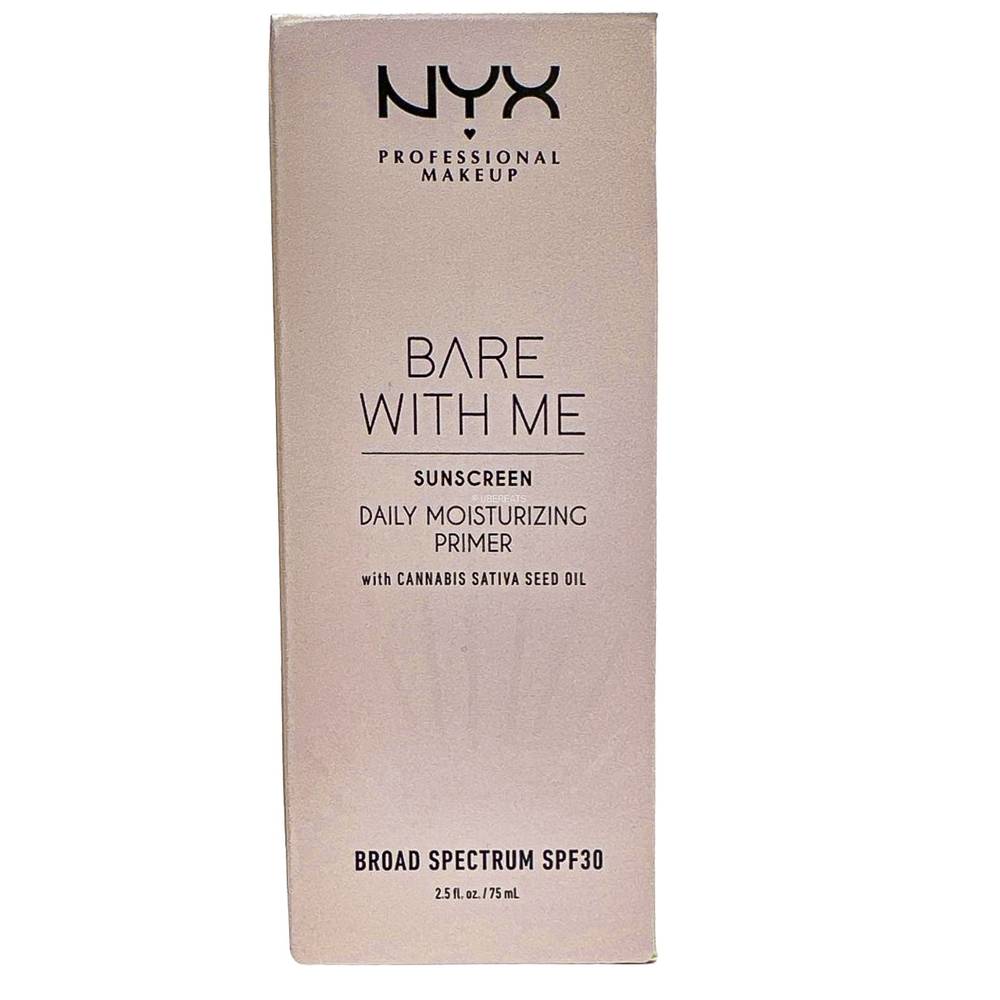 NYX
PROFESSIONAL
MAKEUP
BARE
WITH ME
SUNSCREEN
© UBEREATS
DAILY MOISTURIZING
PRIMER
with CANNABIS SATIVA SEED OIL
BROAD SPECTRUM SPF30
2.5 fl. oz. / 75 mL